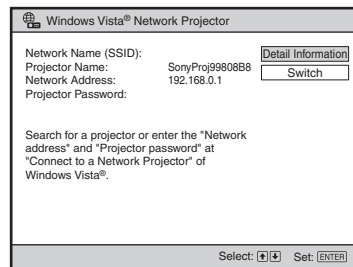 Windows Vista® Network Projector
Network Name (SSID):
Projector Name: SonyProj99808B8
Network Address: 192.168.0.1
Projector Password:
Detail Information
Switch
Search for a projector or enter the "Network
address" and "Projector password" at
"Connect to a Network Projector" of
Windows Vista®.
Select: Set: ENTER